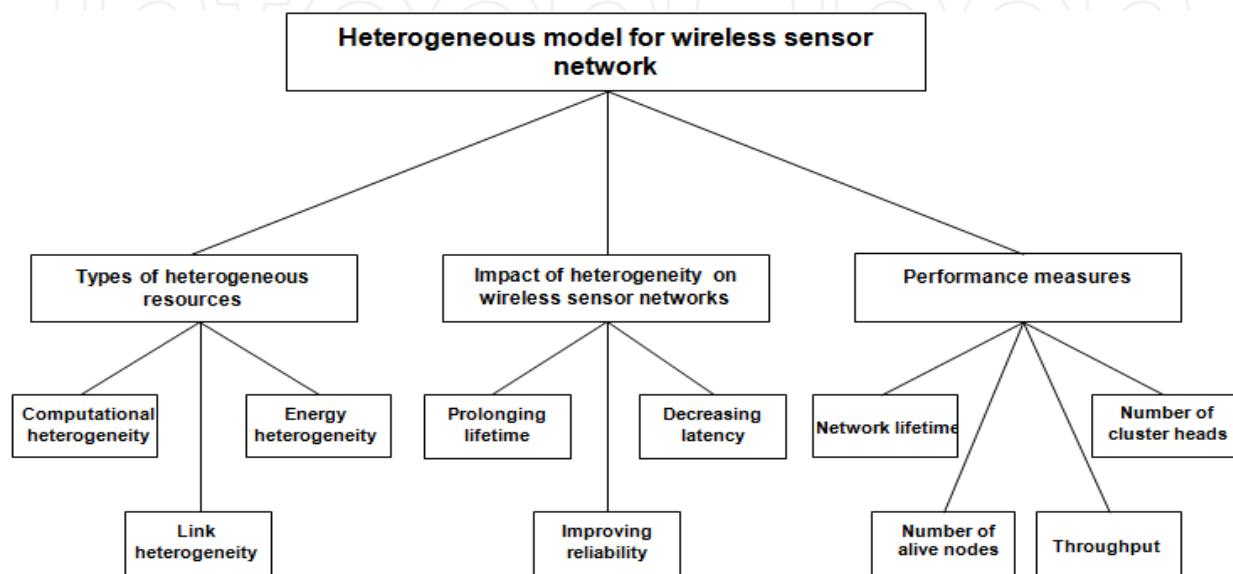 Heterogeneous model for wireless sensor
network
Types of heterogeneous
resources
Impact of heterogeneity on
wireless sensor networks
Performance measures
Computational
heterogeneity
Energy
heterogeneity
Link
heterogeneity
Prolonging
lifetime
Decreasing
latency
Improving
reliability
Network lifetime
Number of
cluster heads
Number of
alive nodes
Throughput